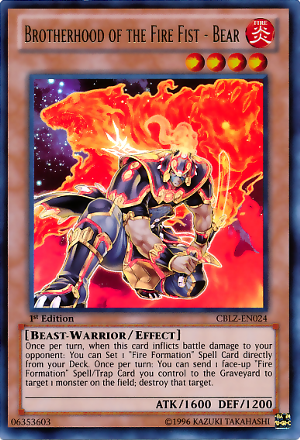 BROTHERHOOD OF THE FIRE FIST - BEAR
FIRE
炎
1st Edition
CBLZ-EN024
[BEAST-WARRIOR/EFFECT]
Once per turn, when this card inflicts battle damage to
your opponent: You can Set 1 "Fire Formation" Spell Card directly
from your Deck. Once per turn: You can send 1 face-up "Fire
Formation" Spell/Trap Card you control to the Graveyard to
target 1 monster on the field; destroy that target.
ATK/1600 DEF/1200
06353603
©1996 KAZUKI TAKAHASHI